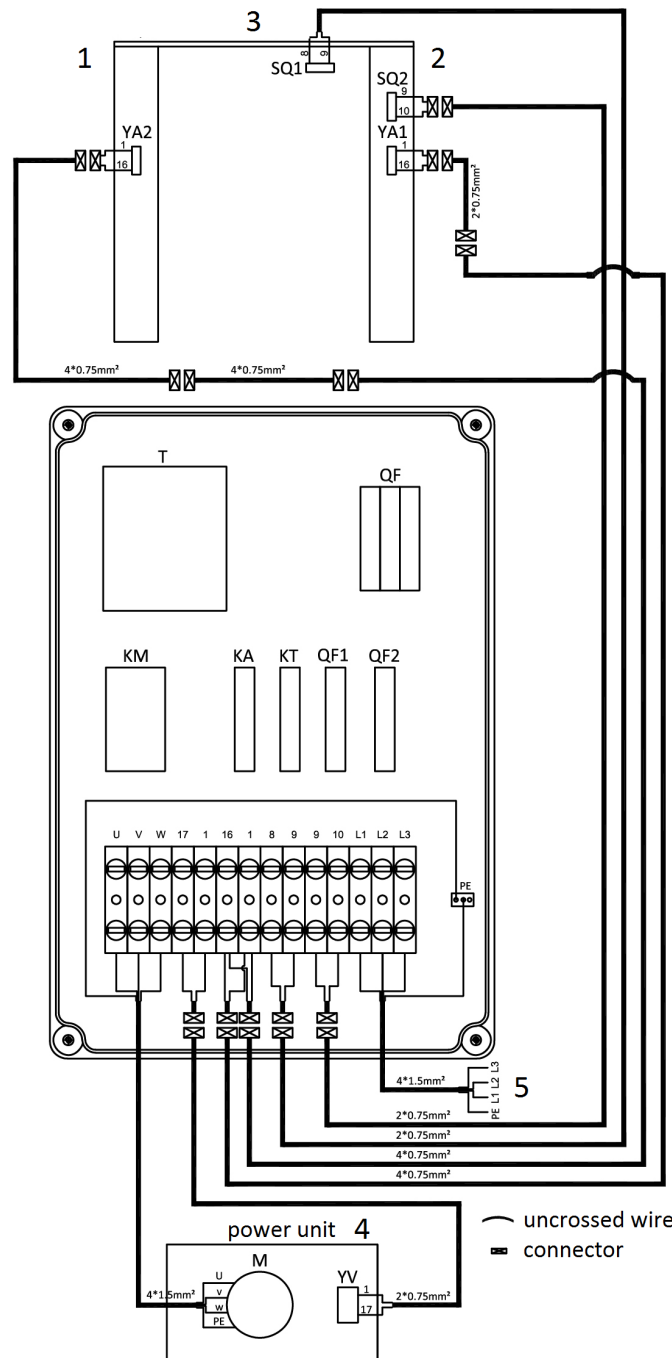 3
1
2
8 9
SQ1
SQ2
9
10
YA2
1
16
YA1
1
16
2*0.75mm²
4*0.75mm² 4*0.75mm²
T
QF
KM KA KT QF1 QF2
U V W 17 1 16 1 8 9 9 10 L1 L2 L3
PE
4*1.5mm²
L3
L2
L1
PE
5
2*0.75mm²
2*0.75mm²
4*0.75mm²
4*0.75mm²
uncrossed wire
connector
power unit 4
M
U
v
w
PE
4*1.5mm²
YV
1
17
2*0.75mm²